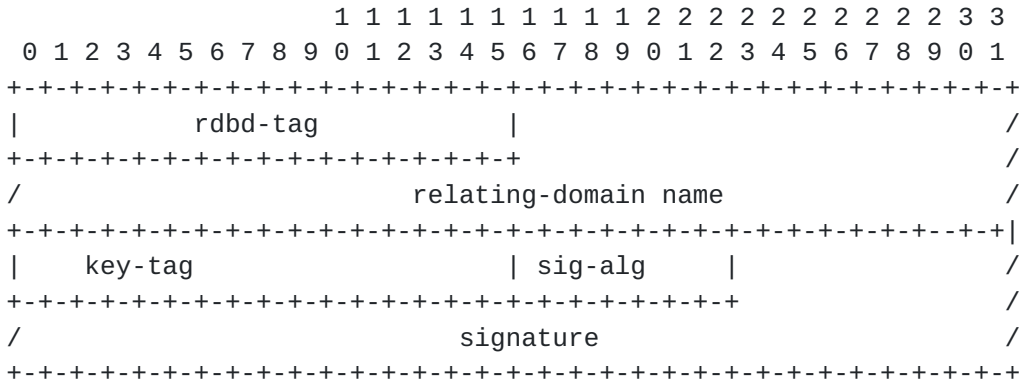 1 1 1 1 1 1 1 1 1 1 2 2 2 2 2 2 2 2 2 2 3 3
 0 1 2 3 4 5 6 7 8 9 0 1 2 3 4 5 6 7 8 9 0 1 2 3 4 5 6 7 8 9 0 1
+-+-+-+-+-+-+-+-+-+-+-+-+-+-+-+-+-+-+-+-+-+-+-+-+-+-+-+-+-+-+-+-+
|           rdbd-tag            |                               /
+-+-+-+-+-+-+-+-+-+-+-+-+-+-+-+-+                               /
/                         relating-domain name                  /
+-+-+-+-+-+-+-+-+-+-+-+-+-+-+-+-+-+-+-+-+-+-+-+-+-+-+-+-+-+--+-+|
|    key-tag                    | sig-alg     |                 /
+-+-+-+-+-+-+-+-+-+-+-+-+-+-+-+-+-+-+-+-+-+-+-+                 /
/                            signature                          /
+-+-+-+-+-+-+-+-+-+-+-+-+-+-+-+-+-+-+-+-+-+-+-+-+-+-+-+-+-+-+-+-+